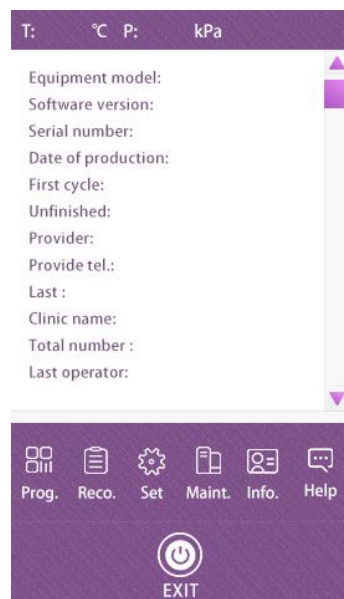 T: ℃ P: kPa
Equipment model:
Software version:
Serial number:
Date of production:
First cycle:
Unfinished:
Provider:
Provide tel.:
Last :
Clinic name:
Total number :
Last operator:
Prog. Reco. Set Maint. Info. Help
EXIT